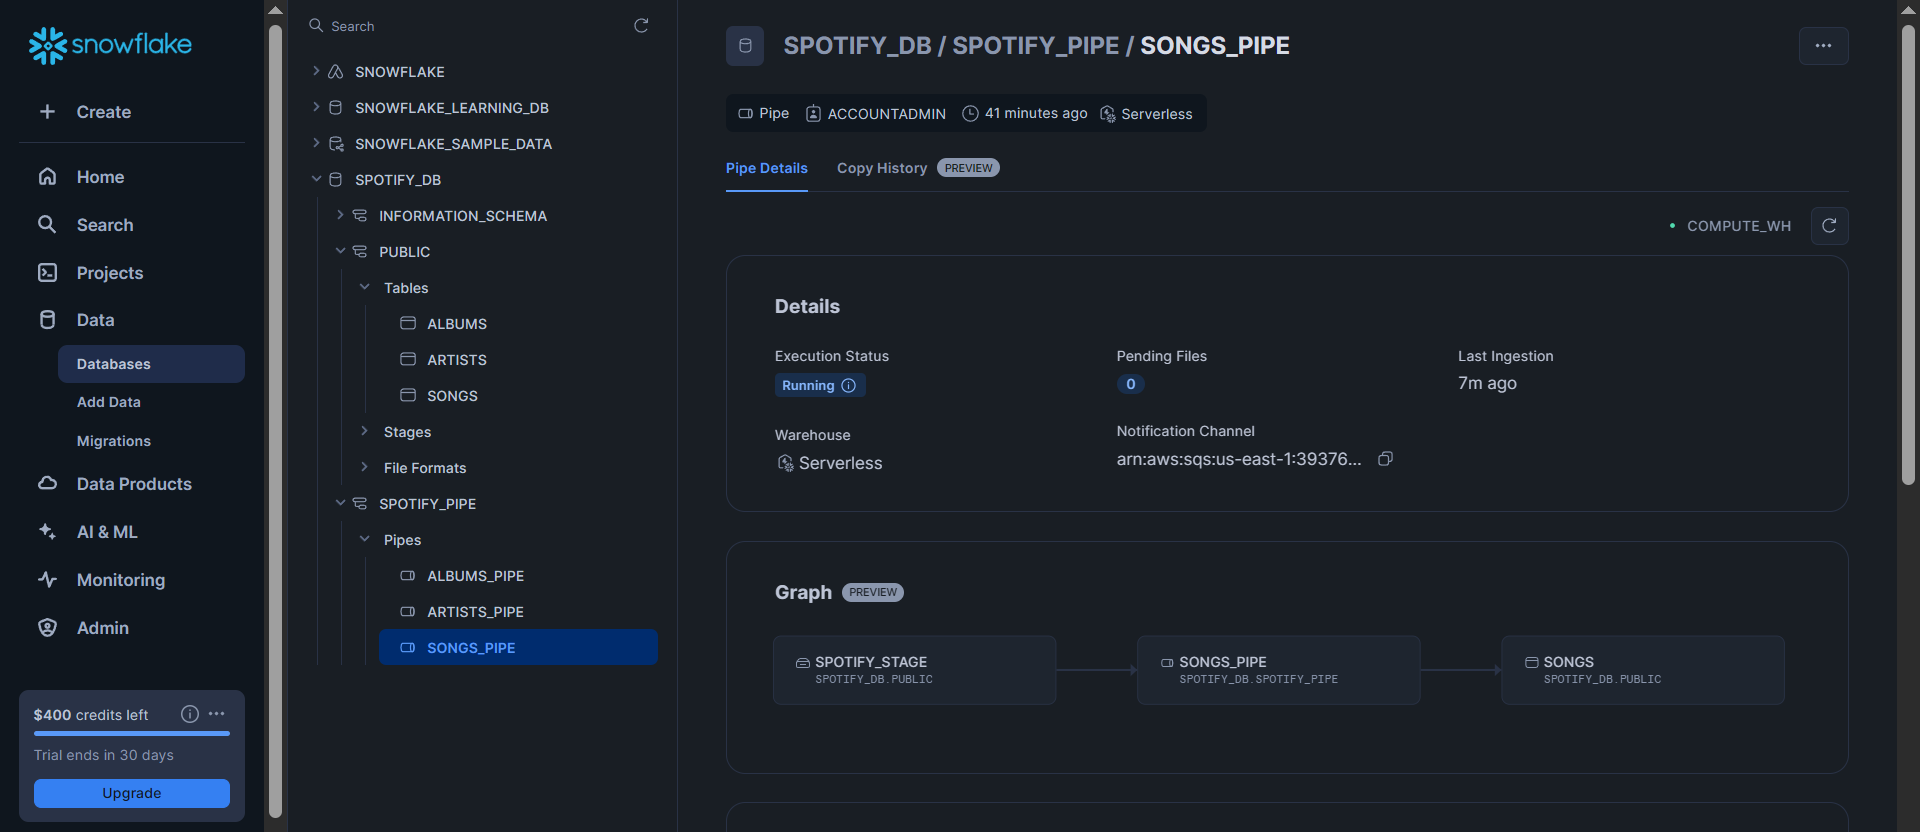 snowflake
Create
Home
Search
Projects
Data
Databases
Add Data
Migrations
Data Products
AI & ML
Monitoring
Admin
$400 credits left
Trial ends in 30 days
Upgrade
Search
SNOWFLAKE
SNOWFLAKE_LEARNING_DB
SNOWFLAKE_SAMPLE_DATA
SPOTIFY_DB
INFORMATION_SCHEMA
PUBLIC
Tables
ALBUMS
ARTISTS
SONGS
Stages
File Formats
SPOTIFY_PIPE
Pipes
ALBUMS_PIPE
ARTISTS_PIPE
SONGS_PIPE
SPOTIFY_DB / SPOTIFY_PIPE / SONGS_PIPE
Pipe ACCOUNTADMIN 41 minutes ago Serverless
Pipe Details Copy History PREVIEW
COMPUTE_WH
Details
Execution Status
Running
Pending Files
0
Last Ingestion
7m ago
Warehouse
Serverless
Notification Channel
arn:aws:sqs:us-east-1:39376...
Graph PREVIEW
SPOTIFY_STAGE
SPOTIFY_DB.PUBLIC
SONGS_PIPE
SPOTIFY_DB.SPOTIFY_PIPE
SONGS
SPOTIFY_DB.PUBLIC